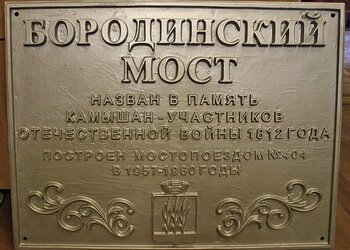 БОРОДИНСКИЙ
МОСТ
НАЗВАН В ПАМЯТЬ
КАМЫШАН-УЧАСТНИКОВ
ОТЕЧЕСТВЕННОЙ ВОЙНЫ 1812 ГОДА
ПОСТРОЕН МОСТОПОЕЗДОМ №404
В 1957-1960 ГОДЫ